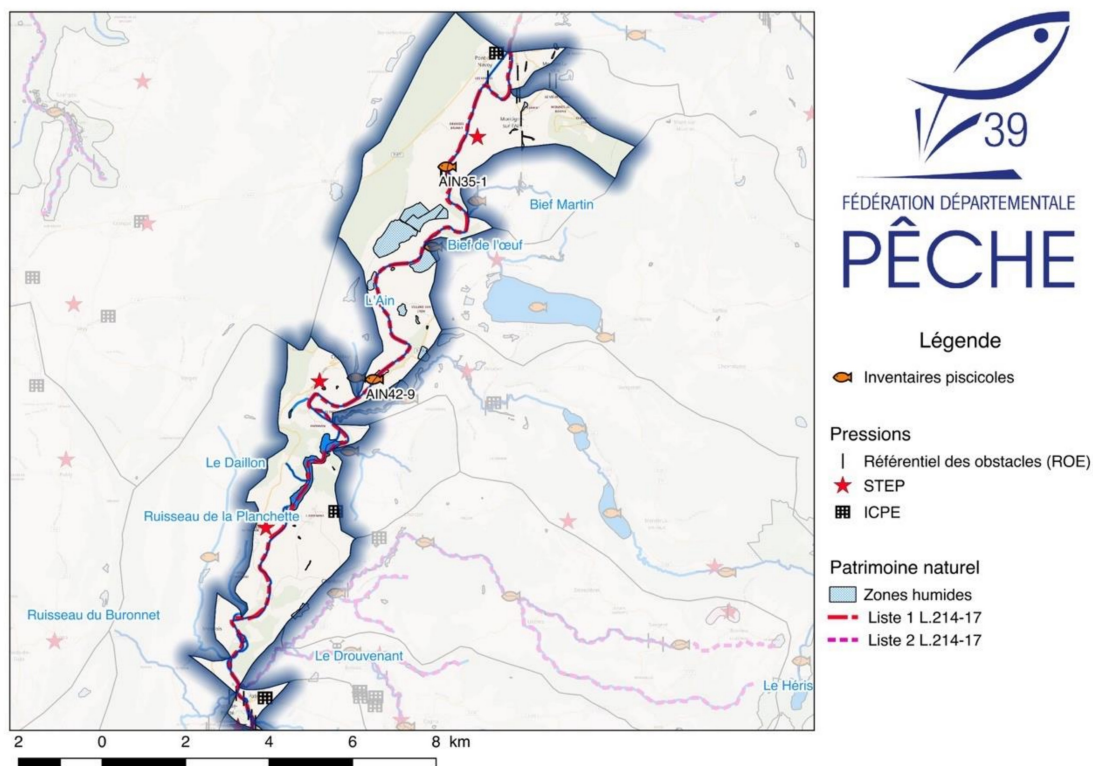 AIN35-1
Bief Martin
Bief de l'œuf
L'Ain
AIN42-9
Le Daillon
Ruisseau de la Planchette
Ruisseau du Buronnet
Le Drouvenant
Le Héris
2 0 2 4 6 8 km
39
FÉDÉRATION DÉPARTEMENTALE
PÊCHE
Légende
Inventaires piscicoles
Pressions
Référentiel des obstacles (ROE)
STEP
ICPE
Patrimoine naturel
Zones humides
Liste 1 L.214-17
Liste 2 L.214-17